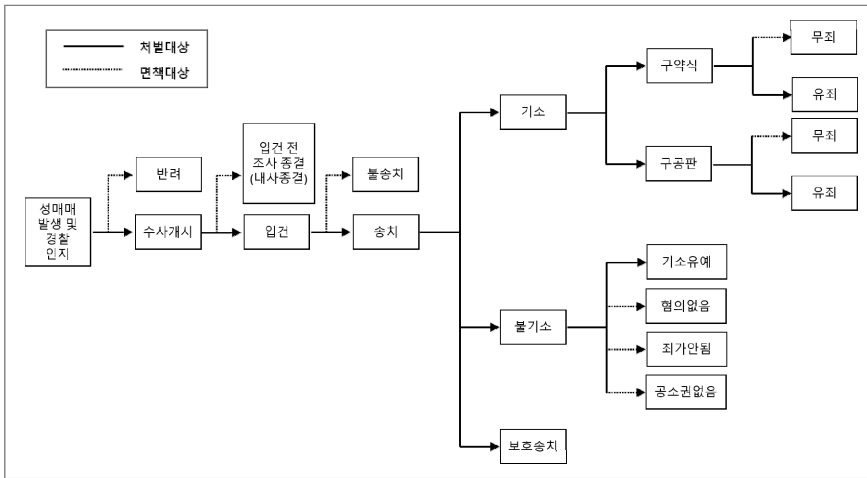 처벌대상
면책대상
성매매
발생 및
경찰
인지
반려
수사개시
입건 전
조사 종결
(내사종결)
입건
불송치
송치
기소
구약식
무죄
유죄
구공판
무죄
유죄
불기소
기소유예
혐의없음
죄가안됨
공소권없음
보호송치